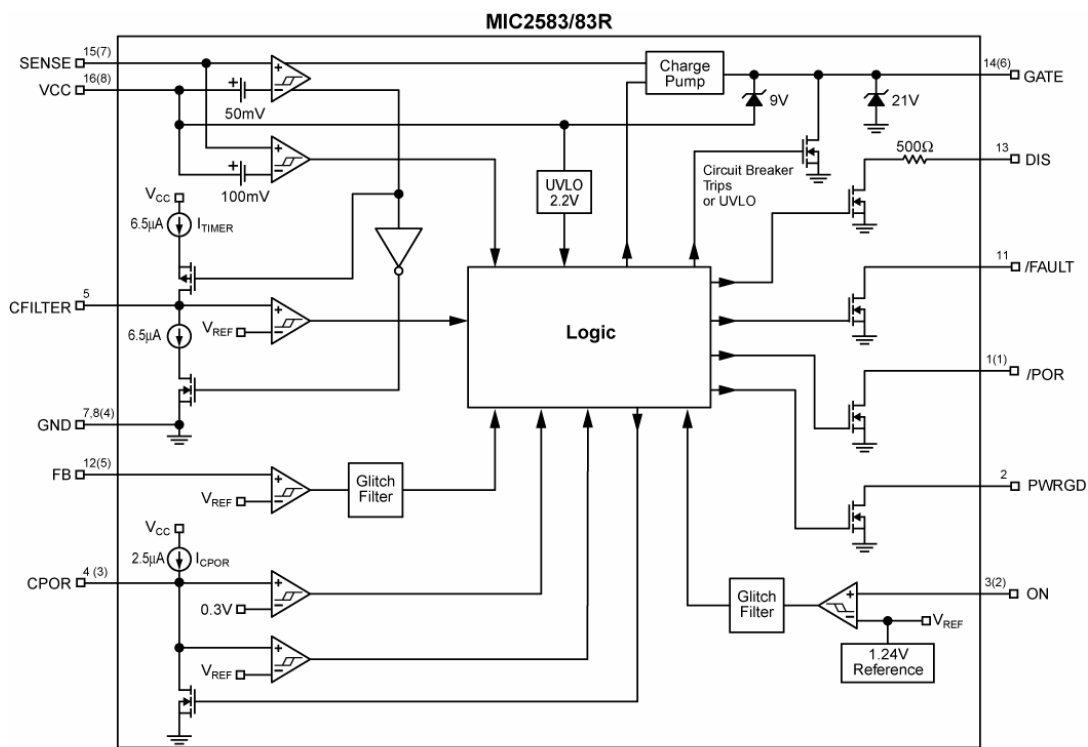 MIC2583/83R
SENSE
15(7)
VCC
16(8)
+
50mV
+
−
+
100mV
+
−
Charge
Pump
9V
21V
14(6)
GATE
500Ω
13
DIS
UVLO
2.2V
Circuit Breaker
Trips
or UVLO
VCC
6.5µA
ITIMER
CFILTER
5
6.5µA
VREF
+
−
Logic
11
/FAULT
1(1)
/POR
GND
7,8(4)
FB
12(5)
VREF
+
−
Glitch
Filter
2
PWRGD
VCC
2.5µA
ICPOR
CPOR
4 (3)
0.3V
+
−
VREF
+
−
Glitch
Filter
+
−
3(2)
ON
VREF
1.24V
Reference